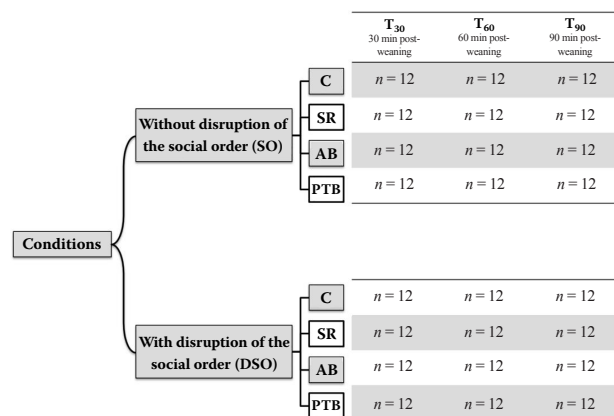 T30 T60 T90
30 min post- 60 min post- 90 min post-
weaning weaning weaning
C n = 12 n = 12 n = 12
Without disruption of SR n = 12 n = 12 n = 12
the social order (SO) AB n = 12 n = 12 n = 12
PTB n = 12 n = 12 n = 12
Conditions
C n = 12 n = 12 n = 12
With disruption of the SR n = 12 n = 12 n = 12
social order (DSO) AB n = 12 n = 12 n = 12
PTB n = 12 n = 12 n = 12